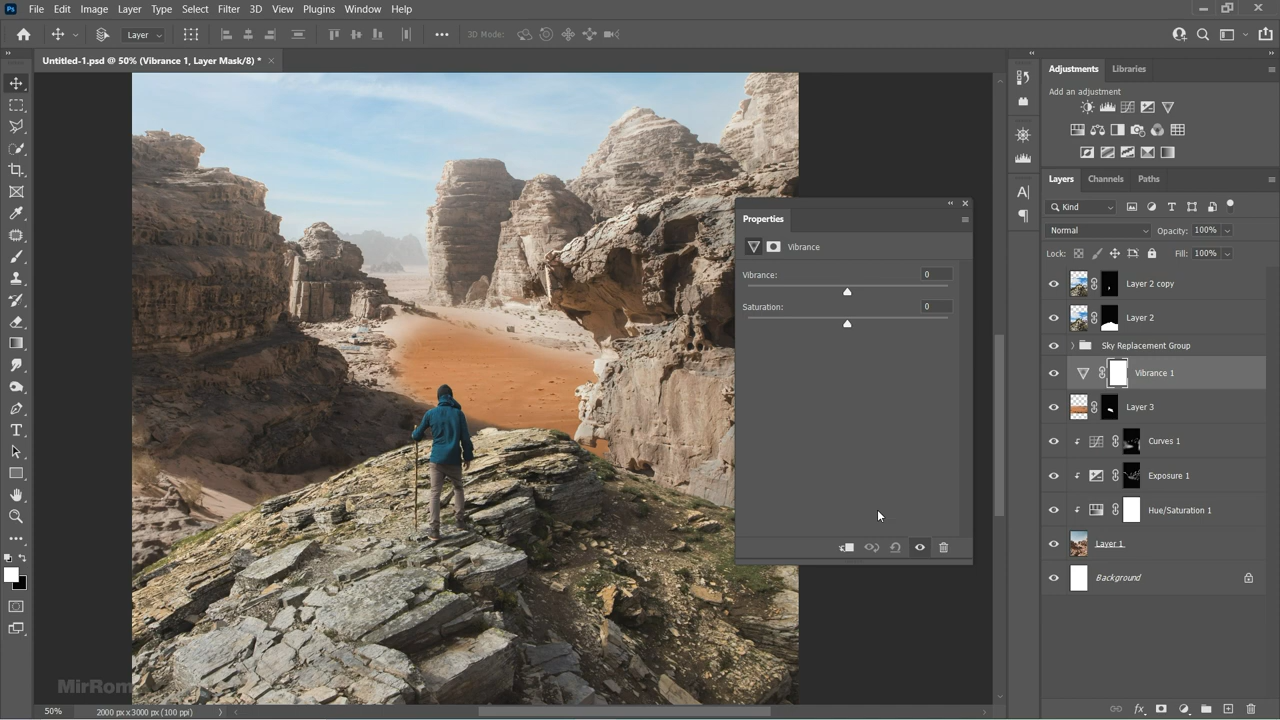 Ps File Edit Image Layer Type Select Filter 3D View Plugins Window Help
Layer 3D Mode:
Untitled-1.psd @ 50% (Vibrance 1, Layer Mask/8) *
Adjustments Libraries
Add an adjustment
Layers Channels Paths
Kind
Normal Opacity: 100%
Lock: Fill: 100%
Layer 2 copy
Layer 2
Sky Replacement Group
Vibrance 1
Layer 3
Curves 1
Exposure 1
Hue/Saturation 1
Layer 1
Background
Properties
Vibrance
Vibrance: 0
Saturation: 0
50% 2000 px x 3000 px (100 ppi)